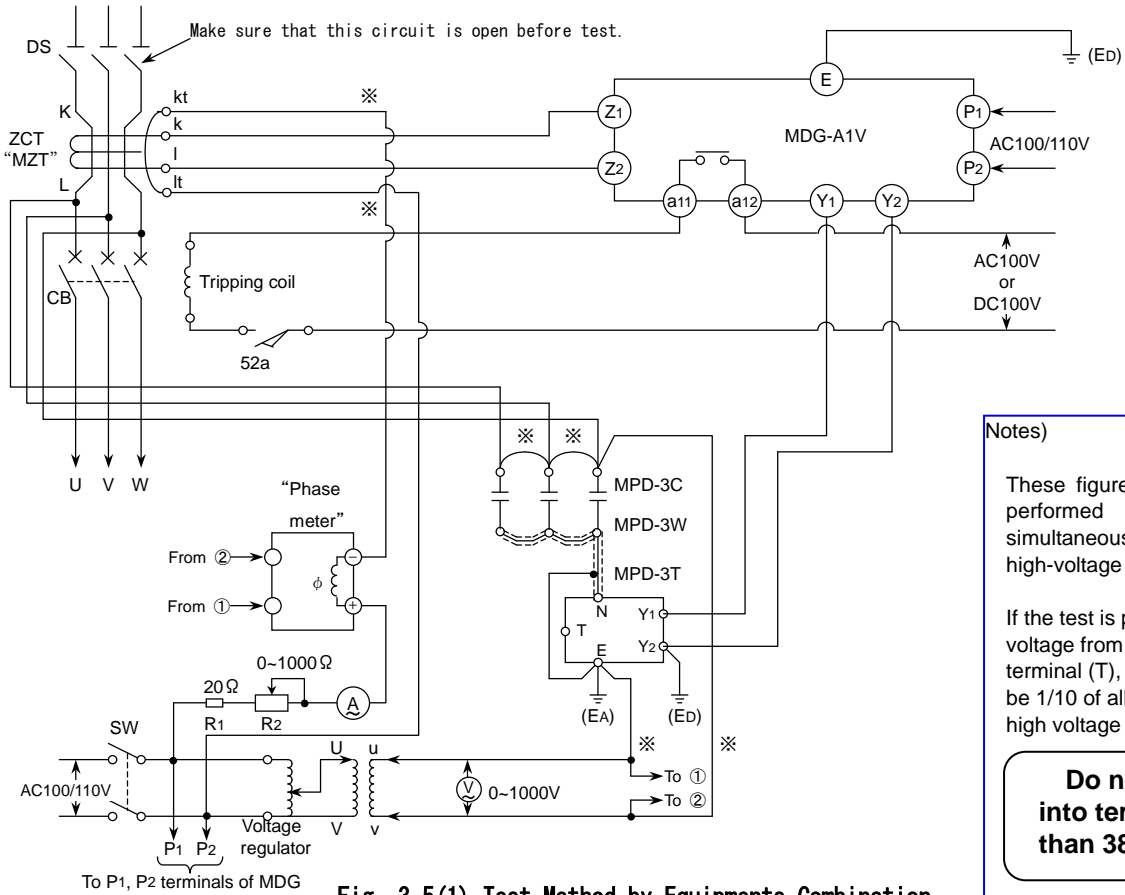 Make sure that this circuit is open before test.
DS
K
ZCT
“MZT”
L
kt
k
l
lt
※
※
CB
U V W
Tripping coil
52a
E
(ED)
Z1
Z2
MDG-A1V
P1
P2
AC100/110V
a11
a12
Y1
Y2
AC100V
or
DC100V
※ ※
MPD-3C
MPD-3W
MPD-3T
N
T
E
Y1
Y2
(EA)
(ED)
“Phase
meter”
From ②
From ①
ϕ
−
+
0~1000Ω
20Ω
R1
R2
A
SW
AC100/110V
U
V
u
v
Voltage
regulator
V
0~1000V
※ ※
To ①
To ②
P1 P2
To P1, P2 terminals of MDG
Notes)
These figure
performed
simultaneous
high-voltage
If the test is p
voltage from
terminal (T),
be 1/10 of all
high voltage
Do n
into ter
than 38
Fig. 3.5(1) Test Method by Equipments Combination